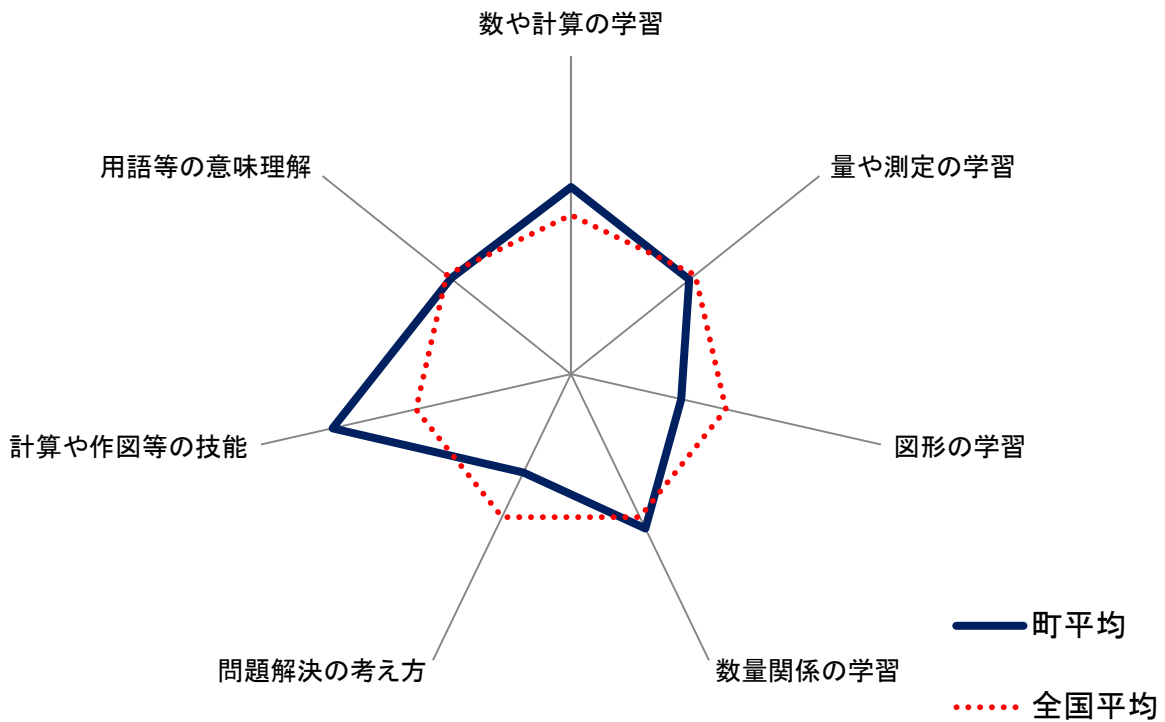 数や計算の学習
量や測定の学習
図形の学習
数量関係の学習
問題解決の考え方
計算や作図等の技能
用語等の意味理解
町平均
全国平均